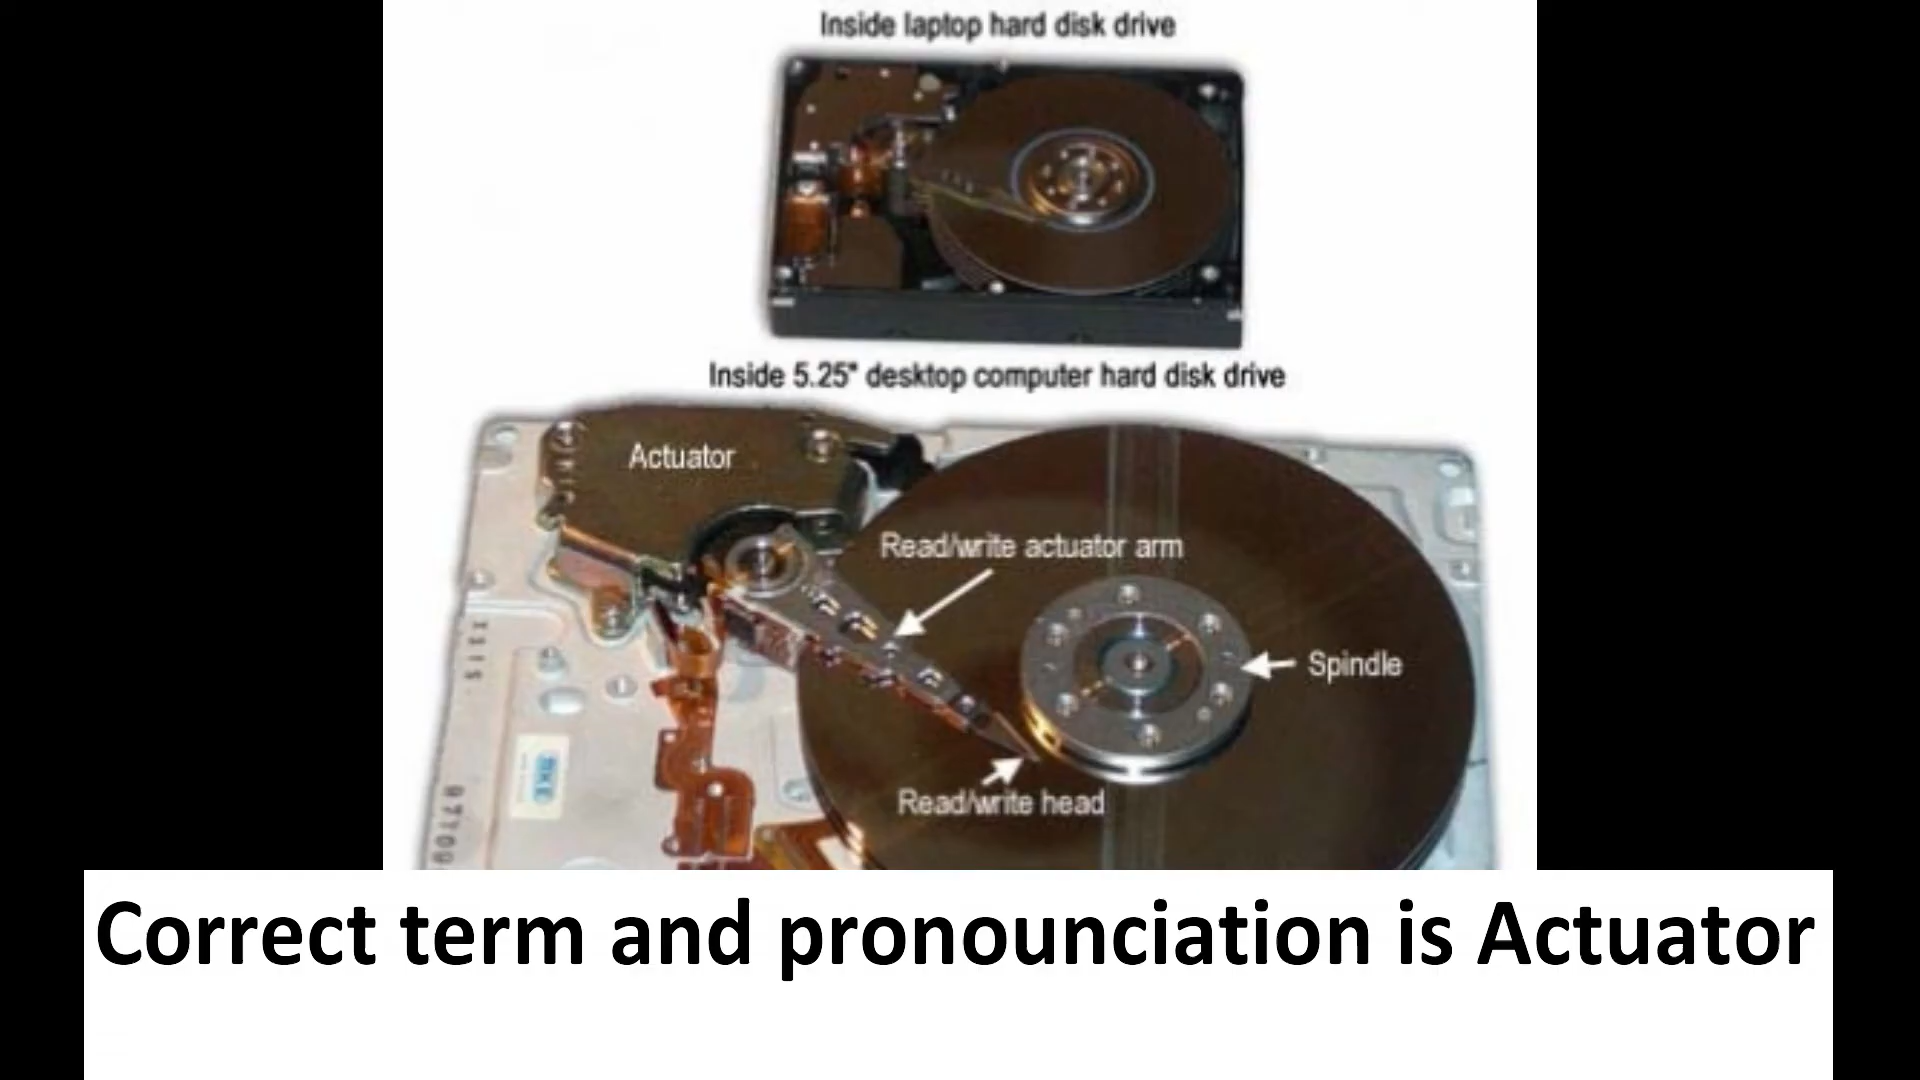 Inside laptop hard disk drive
Inside 5.25" desktop computer hard disk drive
Actuator
Read/write actuator arm
Spindle
Read/write head
Correct term and pronounciation is Actuator